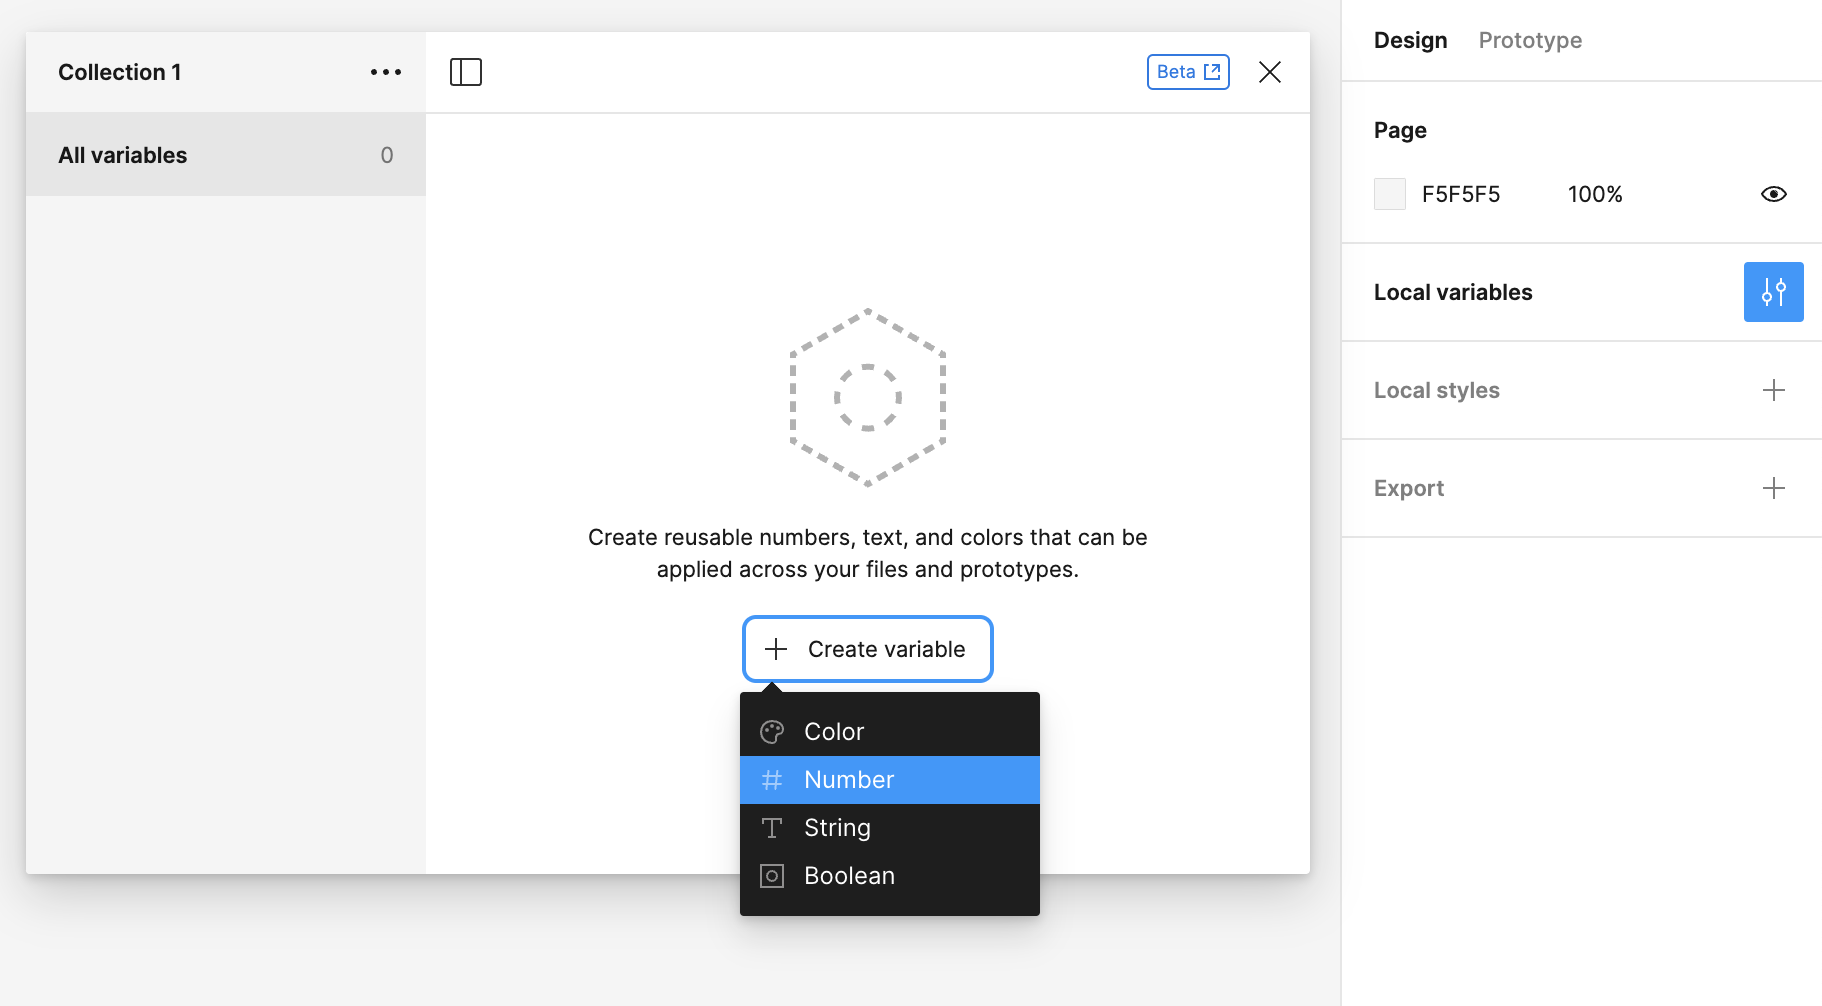 Collection 1
All variables 0
Beta
Create reusable numbers, text, and colors that can be
applied across your files and prototypes.
Create variable
Color
Number
String
Boolean
Design Prototype
Page
F5F5F5 100%
Local variables
Local styles
Export